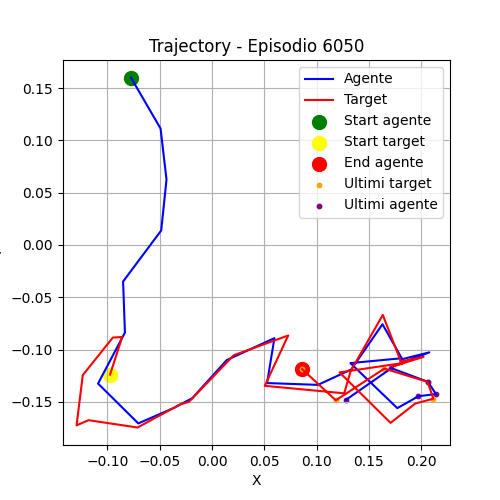 Trajectory - Episodio 6050
Agente
Target
Start agente
Start target
End agente
Ultimi target
Ultimi agente
0.15
0.10
0.05
0.00
−0.05
−0.10
−0.15
−0.10
−0.05
0.00
0.05
0.10
0.15
0.20
X